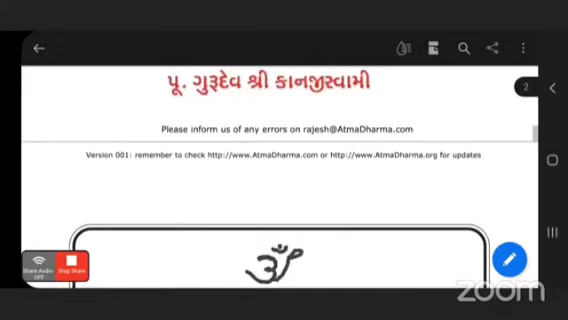 પૂ. ગુરૂદેવ શ્રી કાનજીસ્વામી
2
Please inform us of any errors on rajesh@AtmaDharma.com
Version 001: remember to check http://www.AtmaDharma.com or http://www.AtmaDharma.org for updates
ૐ
Share Audio OFF
Stop Share
zoom